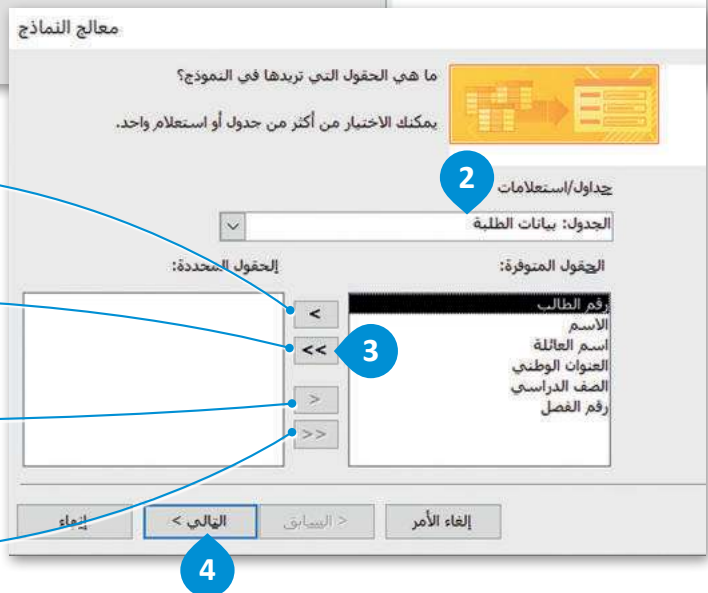 معالج النماذج
ما هي الحقول التي تريدها في النموذج؟
يمكنك الاختيار من أكثر من جدول أو استعلام واحد.
2
جداول/استعلامات
الجدول: بيانات الطلبة
الحقول المتوفرة:
الحقول المحددة:
رقم الطالب
الاسم
اسم العائلة
العنوان الوطني
الصف الدراسي
رقم الفصل
<
<<
3
>
>>
إلغاء الأمر
< السابق
التالي >
إنهاء
4